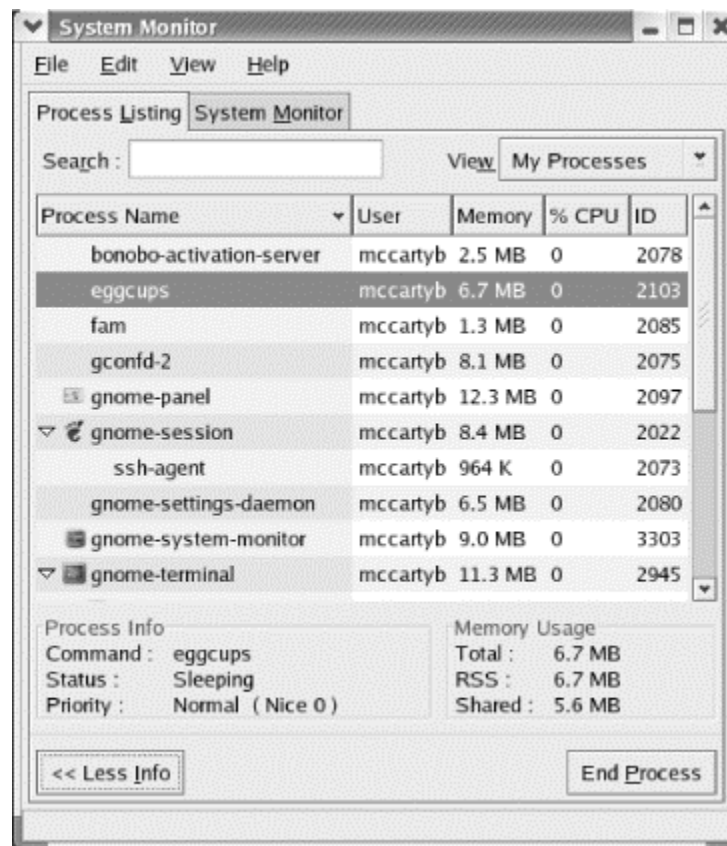 System Monitor
File Edit View Help
Process Listing System Monitor
Search : View My Processes
Process Name User Memory % CPU ID
bonobo-activation-server mccartyb 2.5 MB 0 2078
eggcups mccartyb 6.7 MB 0 2103
fam mccartyb 1.3 MB 0 2085
gconfd-2 mccartyb 8.1 MB 0 2075
gnome-panel mccartyb 12.3 MB 0 2097
gnome-session mccartyb 8.4 MB 0 2022
ssh-agent mccartyb 964 K 0 2073
gnome-settings-daemon mccartyb 6.5 MB 0 2080
gnome-system-monitor mccartyb 9.0 MB 0 3303
gnome-terminal mccartyb 11.3 MB 0 2945
Process Info
Command : eggcups
Status : Sleeping
Priority : Normal ( Nice 0 )
Memory Usage
Total : 6.7 MB
RSS : 6.7 MB
Shared : 5.6 MB
<< Less Info End Process